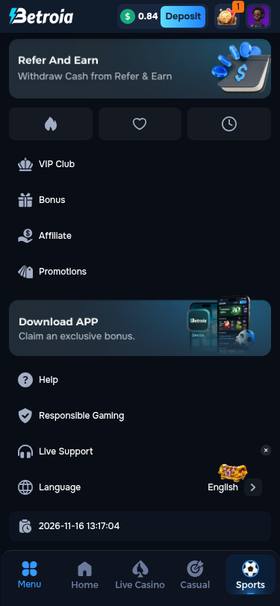 Betroia
$ 0.84 Deposit
1
Refer And Earn
Withdraw Cash from Refer & Earn
VIP Club
Bonus
Affiliate
Promotions
Download APP
Claim an exclusive bonus.
Help
Responsible Gaming
Live Support
Language
English
2026-11-16 13:17:04
Menu
Home
Live Casino
Casual
Sports